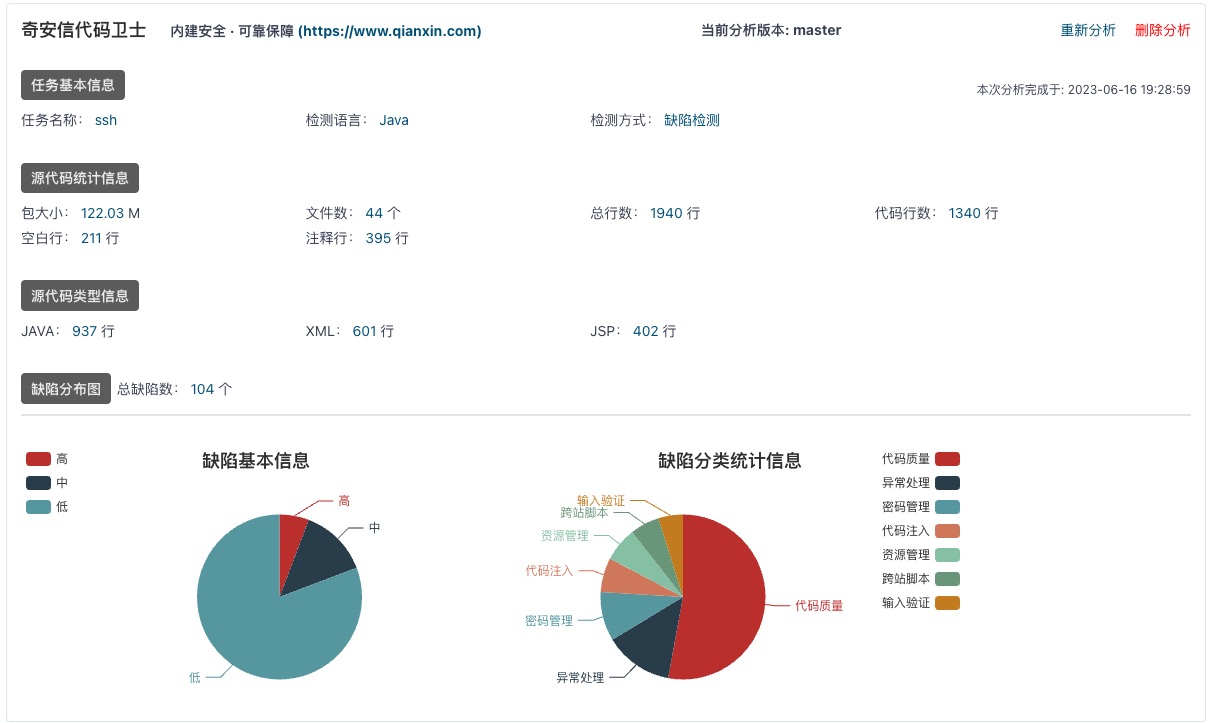 奇安信代码卫士 内建安全 · 可靠保障 (https://www.qianxin.com) 当前分析版本: master 重新分析 删除分析
任务基本信息 本次分析完成于: 2023-06-16 19:28:59
任务名称： ssh 检测语言： Java 检测方式： 缺陷检测
源代码统计信息
包大小： 122.03 M 文件数： 44 个 总行数： 1940 行 代码行数： 1340 行
空白行： 211 行 注释行： 395 行
源代码类型信息
JAVA： 937 行 XML： 601 行 JSP： 402 行
缺陷分布图 总缺陷数： 104 个
缺陷基本信息
高
中
低
高
中
低
缺陷分类统计信息
输入验证
跨站脚本
资源管理
代码注入
密码管理
异常处理
代码质量
代码质量
异常处理
密码管理
代码注入
资源管理
跨站脚本
输入验证